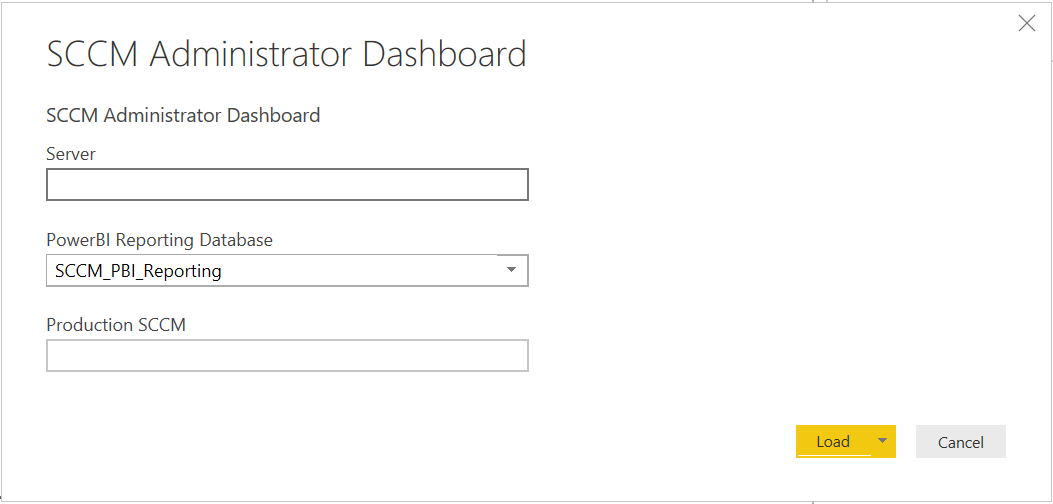 SCCM Administrator Dashboard
SCCM Administrator Dashboard
Server
PowerBI Reporting Database
SCCM_PBI_Reporting
Production SCCM
Load
Cancel